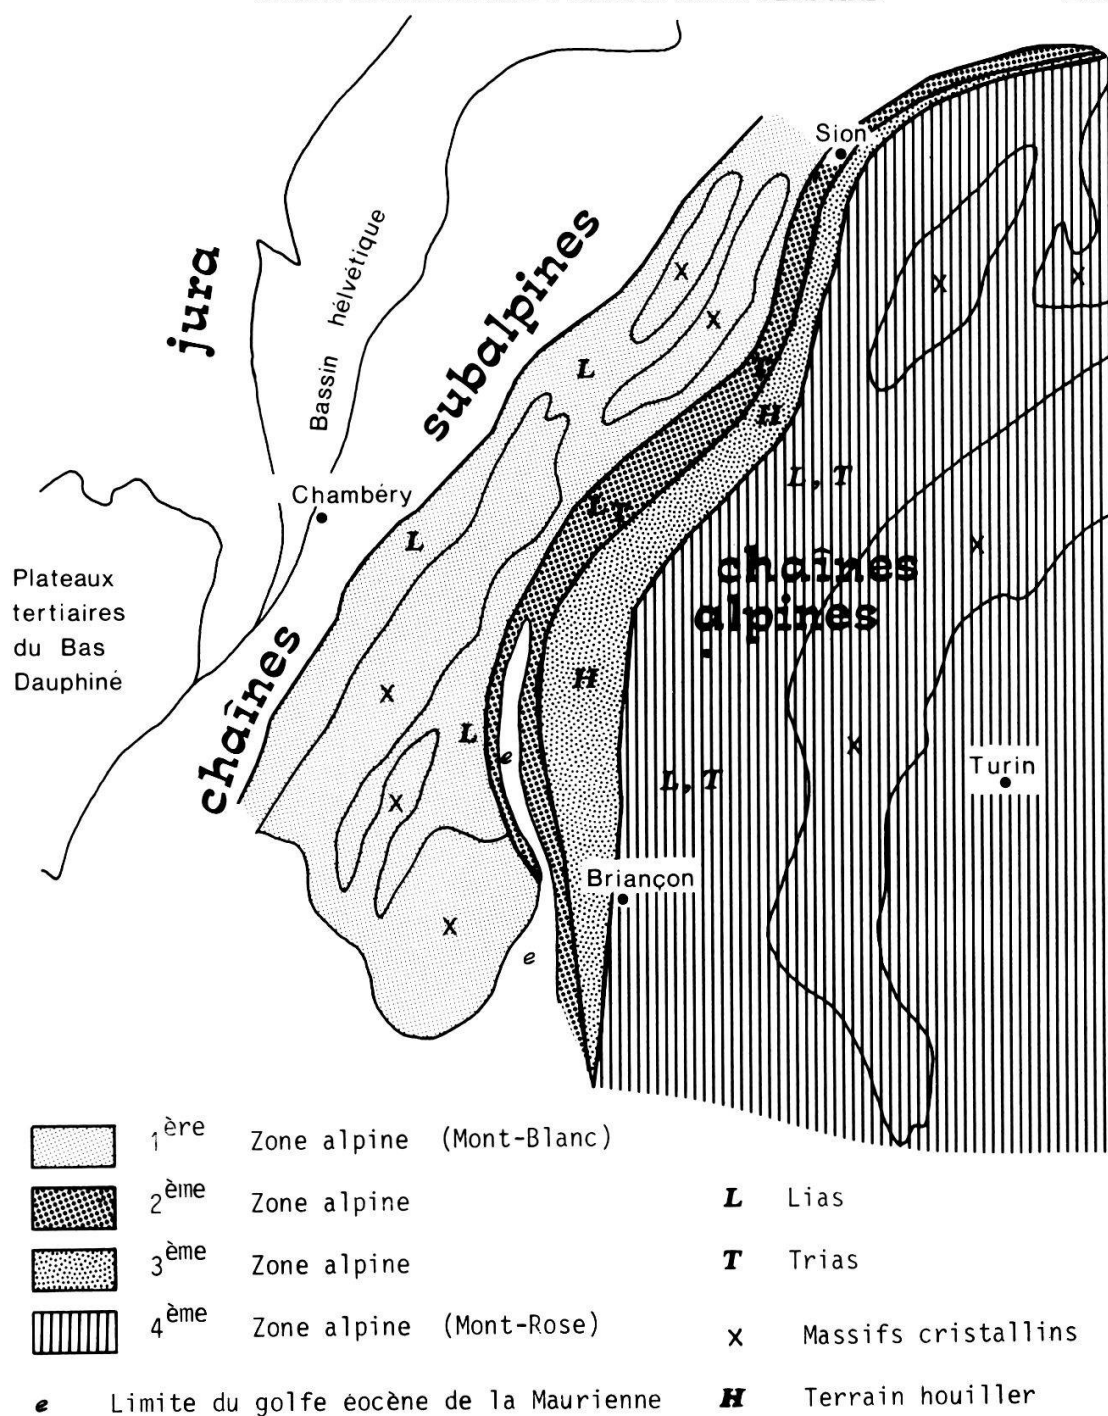 Sion
jura
Bassin hélvétique
subalpines
x
x
x
x
L
T
H
L, T
Chambéry
L
L T
x
Plateaux
tertiaires
du Bas
Dauphiné
chaînes
alpines
chaînes
H
x
L
e
x
x
L, T
Turin
Briançon
x
e
1ère Zone alpine (Mont-Blanc)
2ème Zone alpine
3ème Zone alpine
4ème Zone alpine (Mont-Rose)
e Limite du golfe éocène de la Maurienne
L Lias
T Trias
x Massifs cristallins
H Terrain houiller